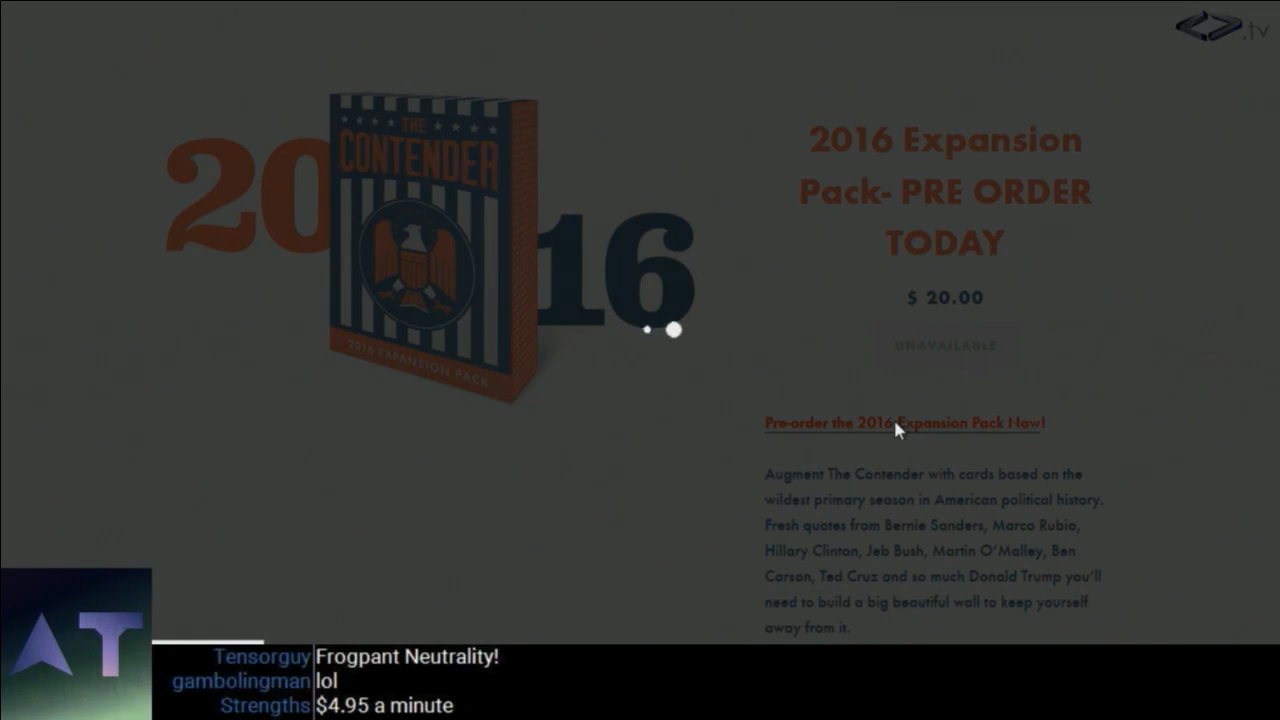 .tv
20
16
THE
CONTENDER
2016 EXPANSION PACK
2016 Expansion
Pack- PRE ORDER
TODAY
$ 20.00
UNAVAILABLE
Pre-order the 2016 Expansion Pack Now!
Augment The Contender with cards based on the
wildest primary season in American political history.
Fresh quotes from Bernie Sanders, Marco Rubio,
Hillary Clinton, Jeb Bush, Martin O'Malley, Ben
Carson, Ted Cruz and so much Donald Trump you'll
need to build a big beautiful wall to keep yourself
away from it.
AT
Tensorguy Frogpant Neutrality!
gambolingman lol
Strengths $4.95 a minute